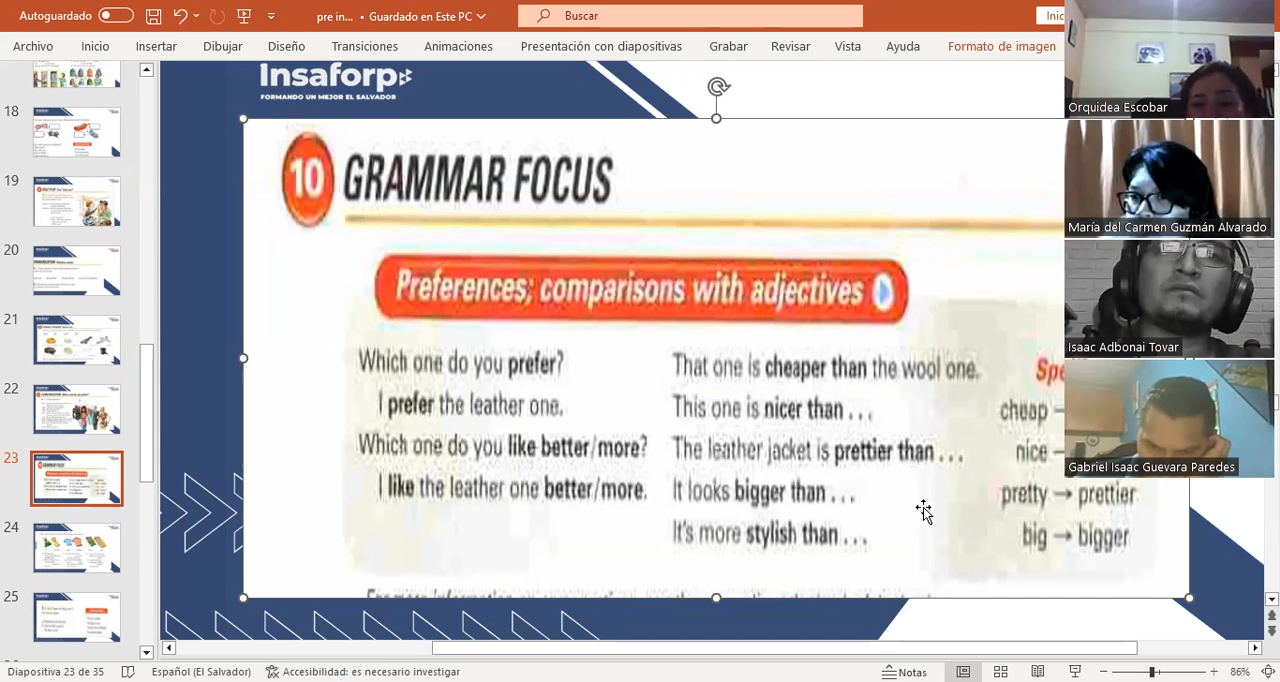 Autoguardado
pre in... • Guardado en Este PC
Buscar
Inic
Archivo Inicio Insertar Dibujar Diseño Transiciones Animaciones Presentación con diapositivas Grabar Revisar Vista Ayuda Formato de imagen
18
19
20
21
22
23
24
25
Insaforp
FORMANDO UN MEJOR EL SALVADOR
10 GRAMMAR FOCUS
Preferences; comparisons with adjectives
Which one do you prefer?
I prefer the leather one.
Which one do you like better/more?
I like the leather one better/more.
That one is cheaper than the wool one.
This one is nicer than . . .
The leather jacket is prettier than . . .
It looks bigger than . . .
It's more stylish than . . .
Spe
cheap →
nice →
pretty → prettier
big → bigger
Orquidea Escobar
María del Carmen Guzmán Alvarado
Isaac Adbonai Tovar
Gabriel Isaac Guevara Paredes
Diapositiva 23 de 35
Español (El Salvador)
Accesibilidad: es necesario investigar
Notas
86%